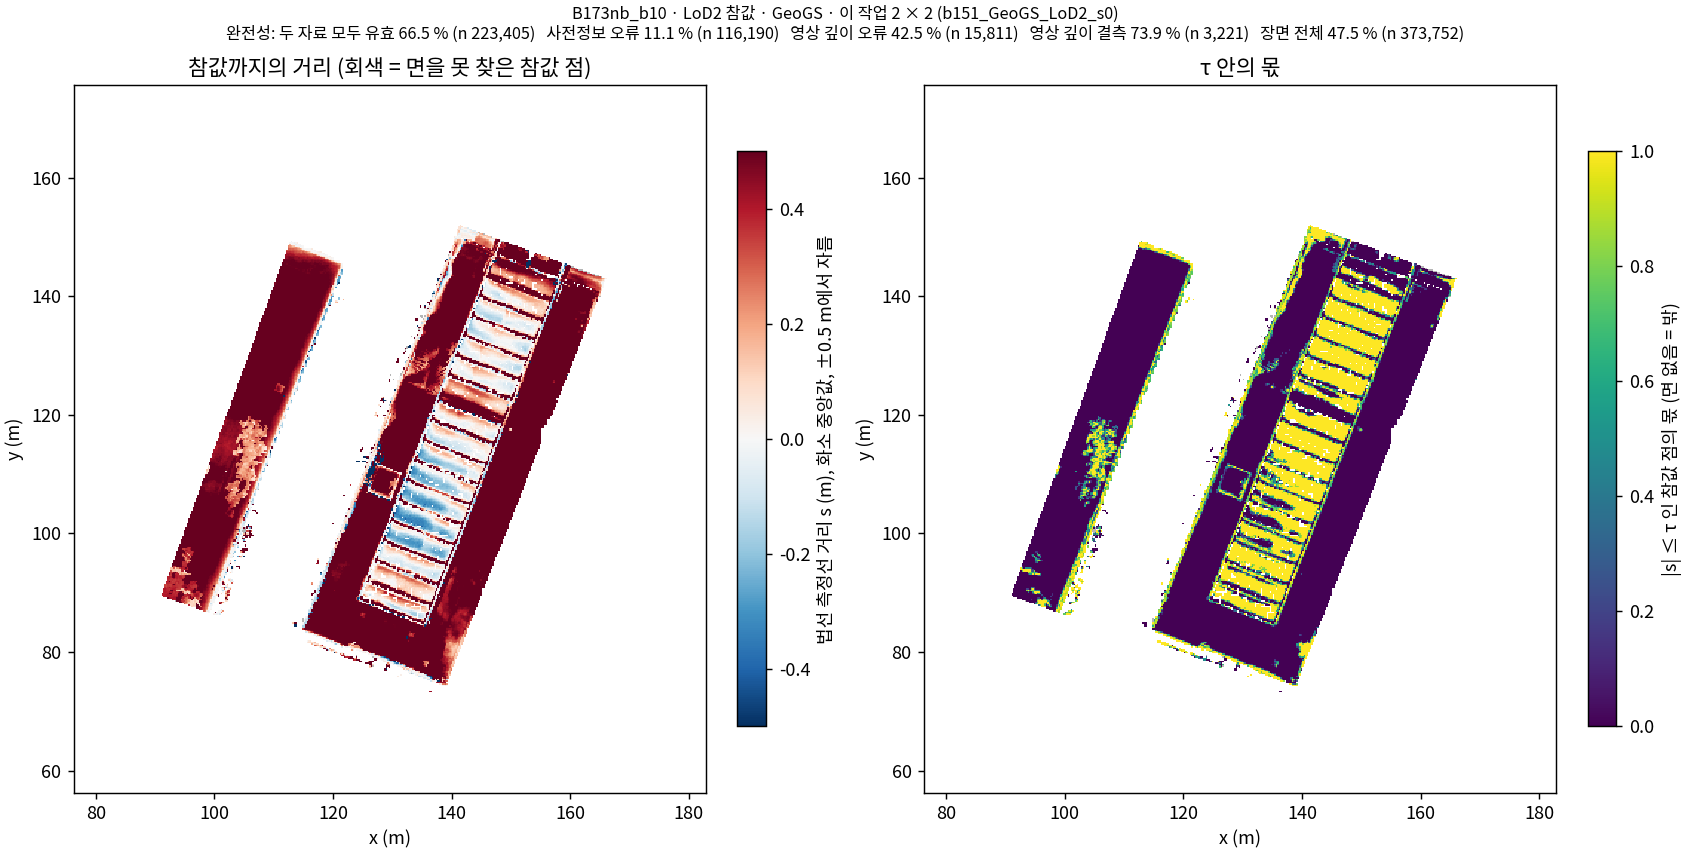 B173nb_b10 · LoD2 참값 · GeoGS · 이 작업 2 × 2 (b151_GeoGS_LoD2_s0)
완전성: 두 자료 모두 유효 66.5 % (n 223,405)   사전정보 오류 11.1 % (n 116,190)   영상 깊이 오류 42.5 % (n 15,811)   영상 깊이 결측 73.9 % (n 3,221)   장면 전체 47.5 % (n 373,752)
참값까지의 거리 (회색 = 면을 못 찾은 참값 점)
160
140
120
100
80
60
y (m)
80 100 120 140 160 180
x (m)
0.4
0.2
0.0
-0.2
-0.4
법선 측정선 거리 s (m), 화소 중앙값, ±0.5 m에서 자름
τ 안의 몫
160
140
120
100
80
60
y (m)
80 100 120 140 160 180
x (m)
1.0
0.8
0.6
0.4
0.2
0.0
|s| ≤ τ 인 참값 점의 몫 (면 없음 = 밖)